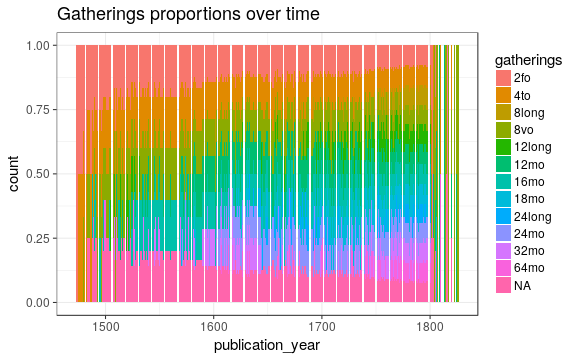 Gatherings proportions over time
1.00
0.75
0.50
0.25
0.00
count
1500
1600
1700
1800
publication_year
gatherings
2fo
4to
8long
8vo
12long
12mo
16mo
18mo
24long
24mo
32mo
64mo
NA